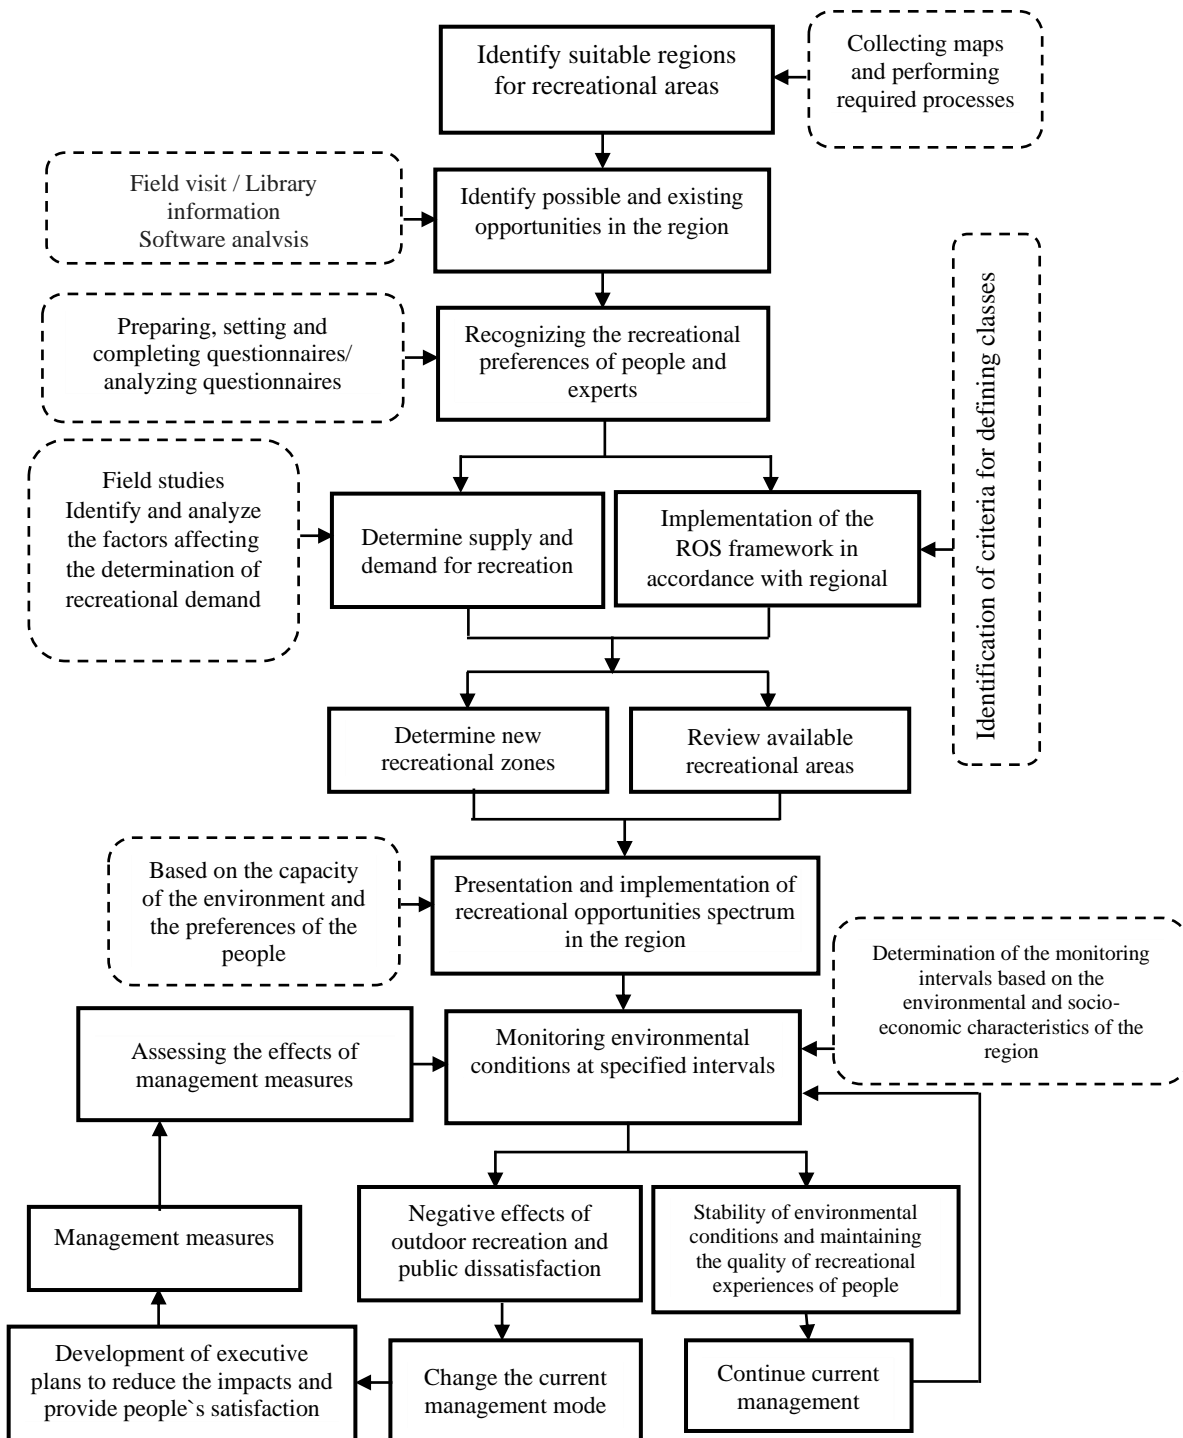 Identify suitable regions
for recreational areas
Collecting maps
and performing
required processes
Field visit / Library
information
Software analvsis
Identify possible and existing
opportunities in the region
Preparing, setting and
completing questionnaires/
analyzing questionnaires
Recognizing the recreational
preferences of people and
experts
Identification of criteria for defining classes
Field studies
Identify and analyze
the factors affecting
the determination of
recreational demand
Determine supply and
demand for recreation
Implementation of the
ROS framework in
accordance with regional
Determine new
recreational zones
Review available
recreational areas
Based on the capacity
of the environment and
the preferences of the
people
Presentation and implementation of
recreational opportunities spectrum
in the region
Determination of the monitoring
intervals based on the
environmental and socio-
economic characteristics of the
region
Assessing the effects of
management measures
Monitoring environmental
conditions at specified intervals
Management measures
Negative effects of
outdoor recreation and
public dissatisfaction
Stability of environmental
conditions and maintaining
the quality of recreational
experiences of people
Development of executive
plans to reduce the impacts and
provide people`s satisfaction
Change the current
management mode
Continue current
management